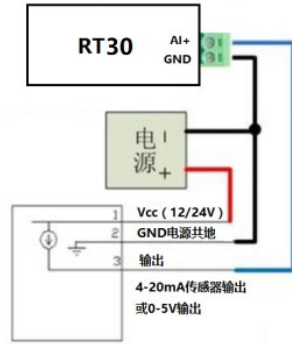 RT30
AI+
GND
电 -
源 +
1 Vcc（12/24V）
2 GND电源共地
3 输出
4-20mA传感器输出
或0-5V输出